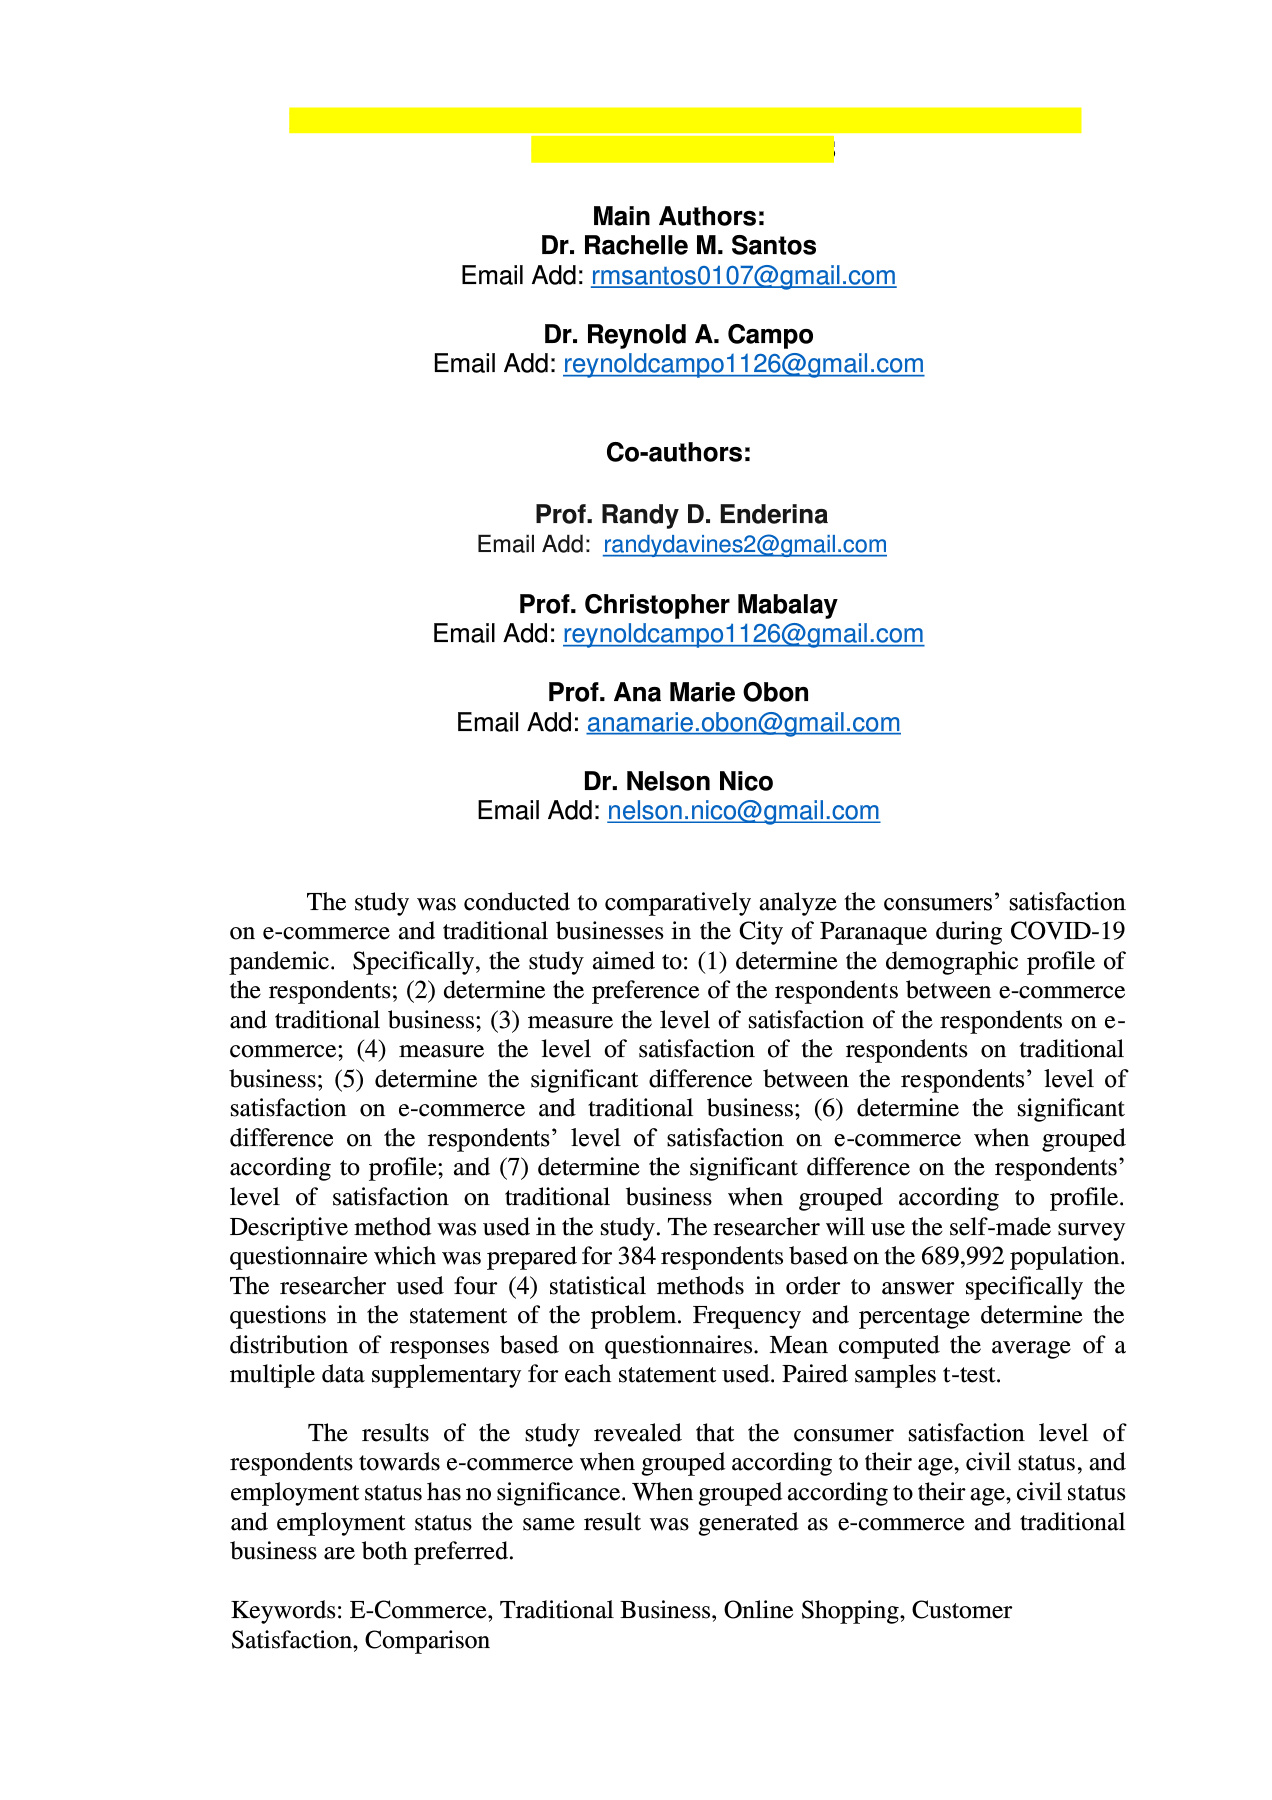 Main Authors:
Dr. Rachelle M. Santos
Email Add: rmsantos0107@gmail.com
Dr. Reynold A. Campo
Email Add: reynoldcampo1126@gmail.com
Co-authors:
Prof. Randy D. Enderina
Email Add: randydavines2@gmail.com
Prof. Christopher Mabalay
Email Add: reynoldcampo1126@gmail.com
Prof. Ana Marie Obon
Email Add: anamarie.obon@gmail.com
Dr. Nelson Nico
Email Add: nelson.nico@gmail.com
The study was conducted to comparatively analyze the consumers’ satisfaction
on e-commerce and traditional businesses in the City of Paranaque during COVID-19
pandemic. Specifically, the study aimed to: (1) determine the demographic profile of
the respondents; (2) determine the preference of the respondents between e-commerce
and traditional business; (3) measure the level of satisfaction of the respondents on e-
commerce; (4) measure the level of satisfaction of the respondents on traditional
business; (5) determine the significant difference between the respondents’ level of
satisfaction on e-commerce and traditional business; (6) determine the significant
difference on the respondents’ level of satisfaction on e-commerce when grouped
according to profile; and (7) determine the significant difference on the respondents’
level of satisfaction on traditional business when grouped according to profile.
Descriptive method was used in the study. The researcher will use the self-made survey
questionnaire which was prepared for 384 respondents based on the 689,992 population.
The researcher used four (4) statistical methods in order to answer specifically the
questions in the statement of the problem. Frequency and percentage determine the
distribution of responses based on questionnaires. Mean computed the average of a
multiple data supplementary for each statement used. Paired samples t-test.
The results of the study revealed that the consumer satisfaction level of
respondents towards e-commerce when grouped according to their age, civil status, and
employment status has no significance. When grouped according to their age, civil status
and employment status the same result was generated as e-commerce and traditional
business are both preferred.
Keywords: E-Commerce, Traditional Business, Online Shopping, Customer
Satisfaction, Comparison